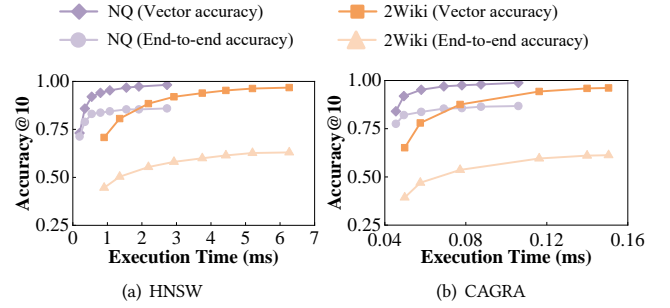 NQ (Vector accuracy)
2Wiki (Vector accuracy)
NQ (End-to-end accuracy)
2Wiki (End-to-end accuracy)
Accuracy@10
1.00
0.75
0.50
0.25
0 1 2 3 4 5 6 7
Execution Time (ms)
(a) HNSW
Accuracy@10
1.00
0.75
0.50
0.25
0.04 0.08 0.12 0.16
Execution Time (ms)
(b) CAGRA